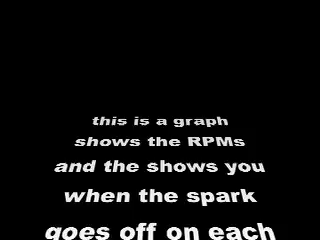 this is a graph
shows the RPMs
and the shows you
when the spark
goes off on each